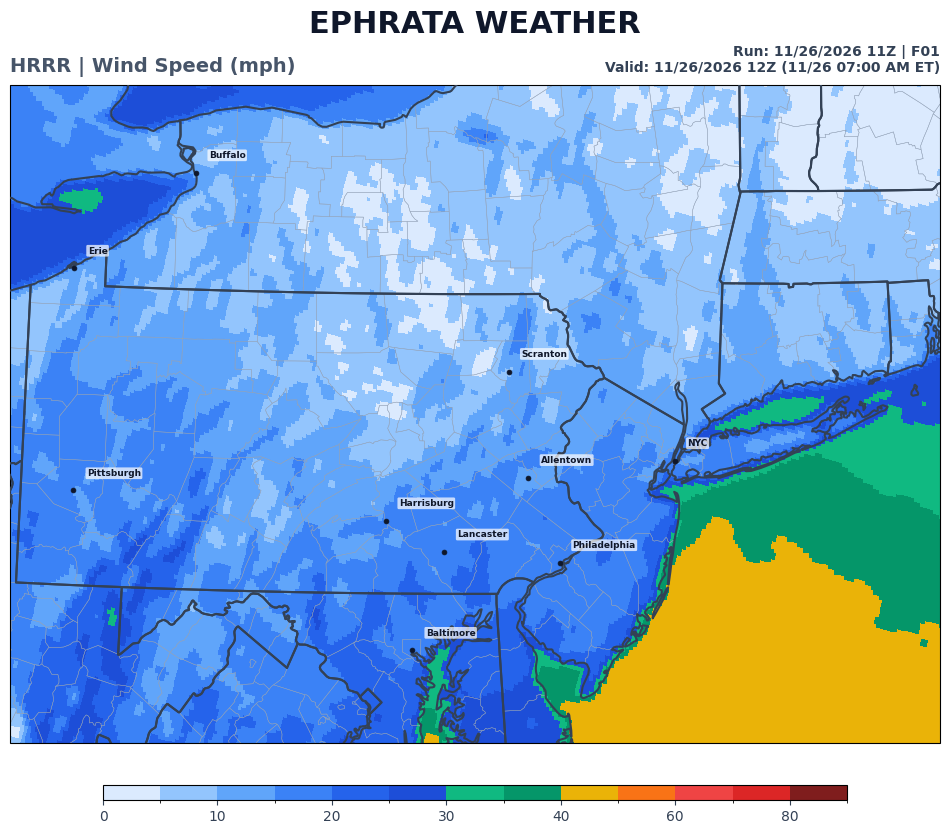 EPHRATA WEATHER
HRRR | Wind Speed (mph)
Run: 11/26/2026 11Z | F01
Valid: 11/26/2026 12Z (11/26 07:00 AM ET)
Buffalo
Erie
Scranton
NYC
Allentown
Pittsburgh
Harrisburg
Lancaster
Philadelphia
Baltimore
0 10 20 30 40 60 80